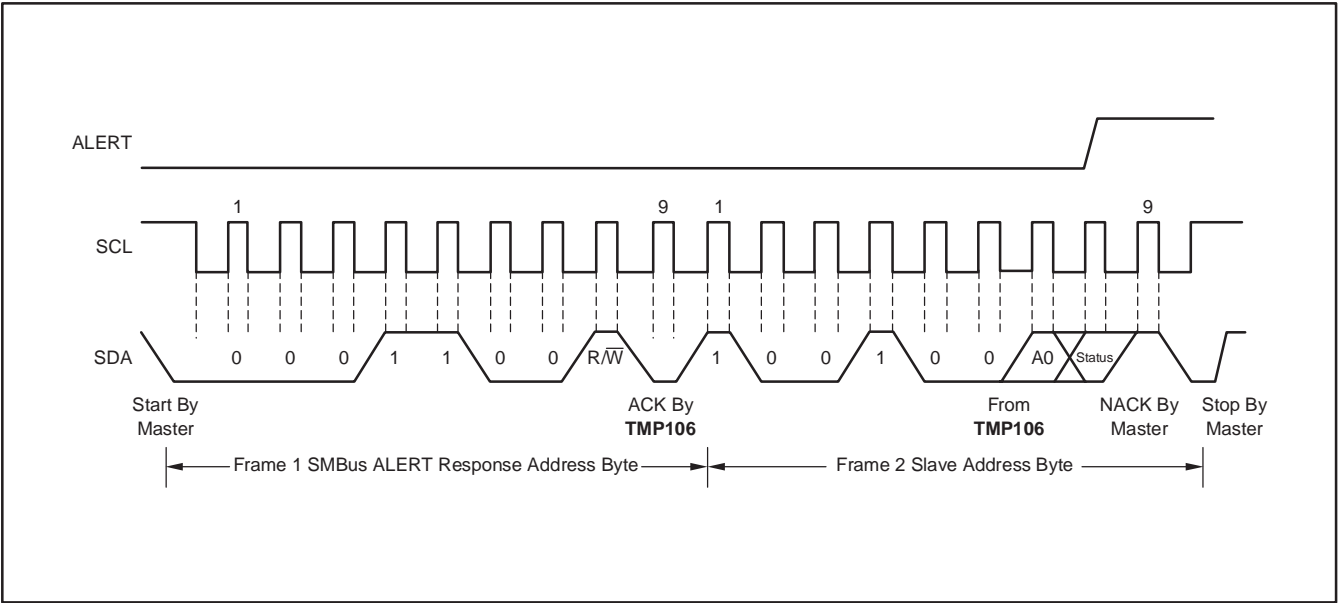 ALERT
1 9 1 9
SCL
SDA 0 0 0 1 1 0 0 R/W̅ 1 0 0 1 0 0 A0 Status
Start By ACK By From NACK By Stop By
Master TMP106 TMP106 Master Master
Frame 1 SMBus ALERT Response Address Byte Frame 2 Slave Address Byte